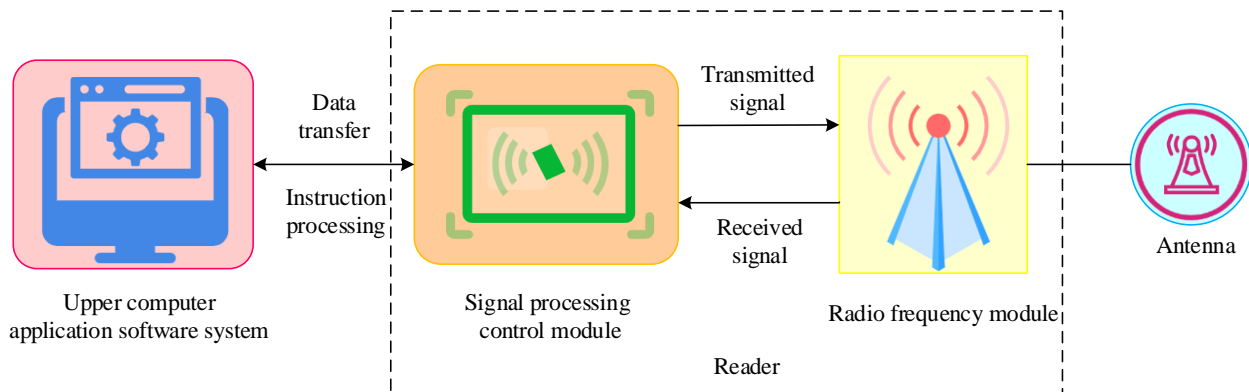 Data
transfer
Instruction
processing
Transmitted
signal
Received
signal
Antenna
Upper computer
application software system
Signal processing
control module
Radio frequency module
Reader